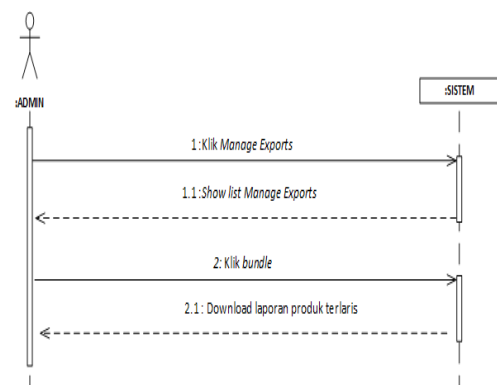 :ADMIN
:SISTEM
1:Klik Manage Exports
1.1:Show list Manage Exports
2: Klik bundle
2.1: Download laporan produk terlaris